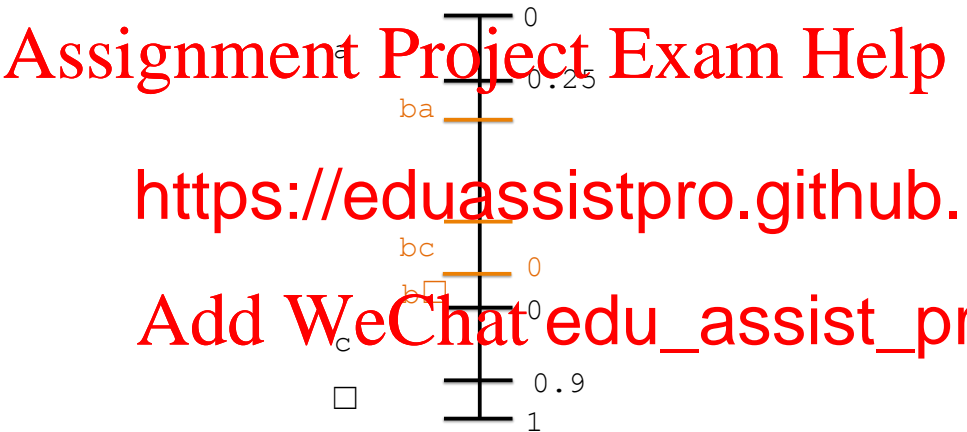 0
Assignment Project Exam Help
a
0.25
ba
https://eduassistpro.github.
bc
0
b□
0
Add WeChat edu_assist_pr
c
0.9
□
1